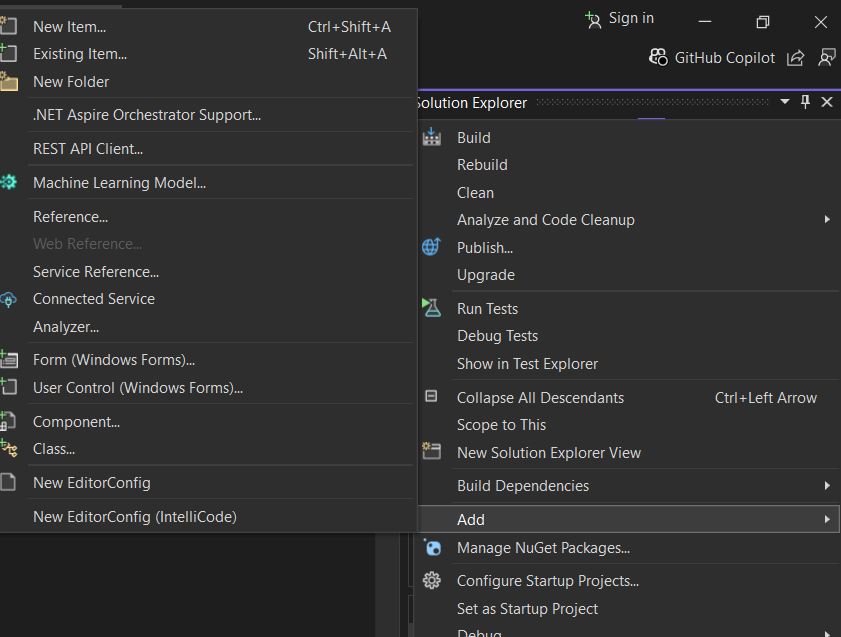 Sign in
GitHub Copilot
New Item... Ctrl+Shift+A
Existing Item... Shift+Alt+A
New Folder
.NET Aspire Orchestrator Support...
REST API Client...
Machine Learning Model...
Reference...
Web Reference...
Service Reference...
Connected Service
Analyzer...
Form (Windows Forms)...
User Control (Windows Forms)...
Component...
Class...
New EditorConfig
New EditorConfig (IntelliCode)
Solution Explorer
Build
Rebuild
Clean
Analyze and Code Cleanup
Publish...
Upgrade
Run Tests
Debug Tests
Show in Test Explorer
Collapse All Descendants Ctrl+Left Arrow
Scope to This
New Solution Explorer View
Build Dependencies
Add
Manage NuGet Packages...
Configure Startup Projects...
Set as Startup Project
Debug